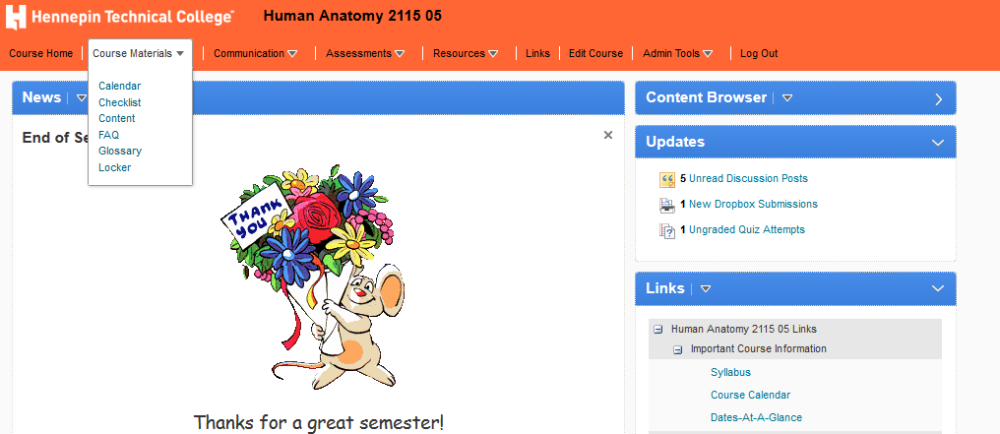 Hennepin Technical College
Human Anatomy 2115 05
Course Home
Course Materials
Communication
Assessments
Resources
Links
Edit Course
Admin Tools
Log Out
Calendar
Checklist
Content
FAQ
Glossary
Locker
News
End of Se
THANK
YOU
Thanks for a great semester!
Content Browser
Updates
5 Unread Discussion Posts
1 New Dropbox Submissions
1 Ungraded Quiz Attempts
Links
Human Anatomy 2115 05 Links
Important Course Information
Syllabus
Course Calendar
Dates-At-A-Glance